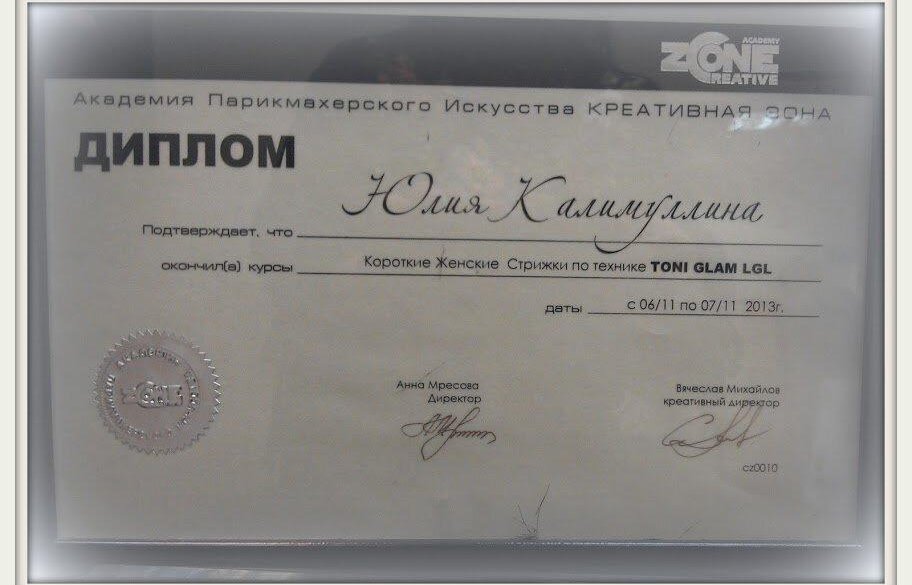 ACADEMY
ZONE
CREATIVE
Академия Парикмахерского Искусства КРЕАТИВНАЯ ЗОНА
ДИПЛОМ
Юлия Калимуллина
Подтверждает, что
окончил(а) курсы Короткие Женские Стрижки по технике TONI GLAM LGL
даты с 06/11 по 07/11 2013г.
Анна Мресова
Директор
Вячеслав Михайлов
креативный директор
cz0010
ZONE